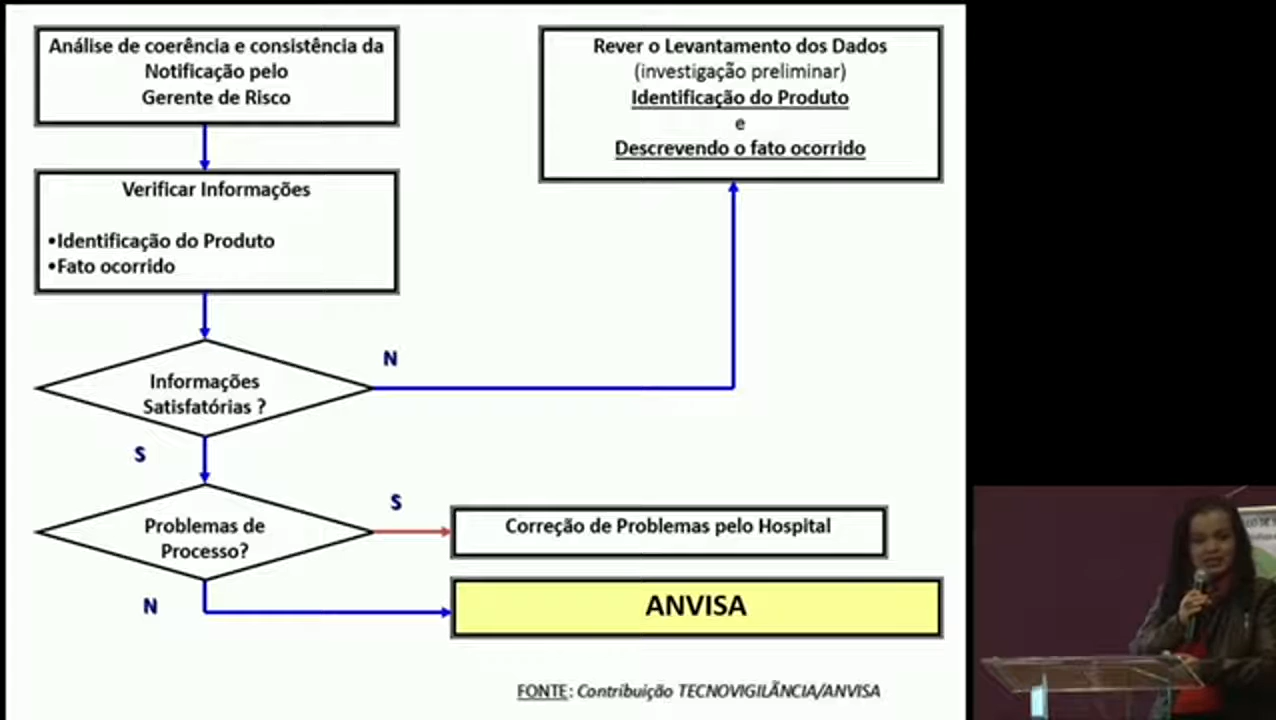 Análise de coerência e consistência da
Notificação pelo
Gerente de Risco
Verificar Informações
•Identificação do Produto
•Fato ocorrido
Informações
Satisfatórias ?
N
S
Problemas de
Processo?
S
N
Rever o Levantamento dos Dados
(investigação preliminar)
Identificação do Produto
e
Descrevendo o fato ocorrido
Correção de Problemas pelo Hospital
ANVISA
FONTE: Contribuição TECNOVIGILÃNCIA/ANVISA